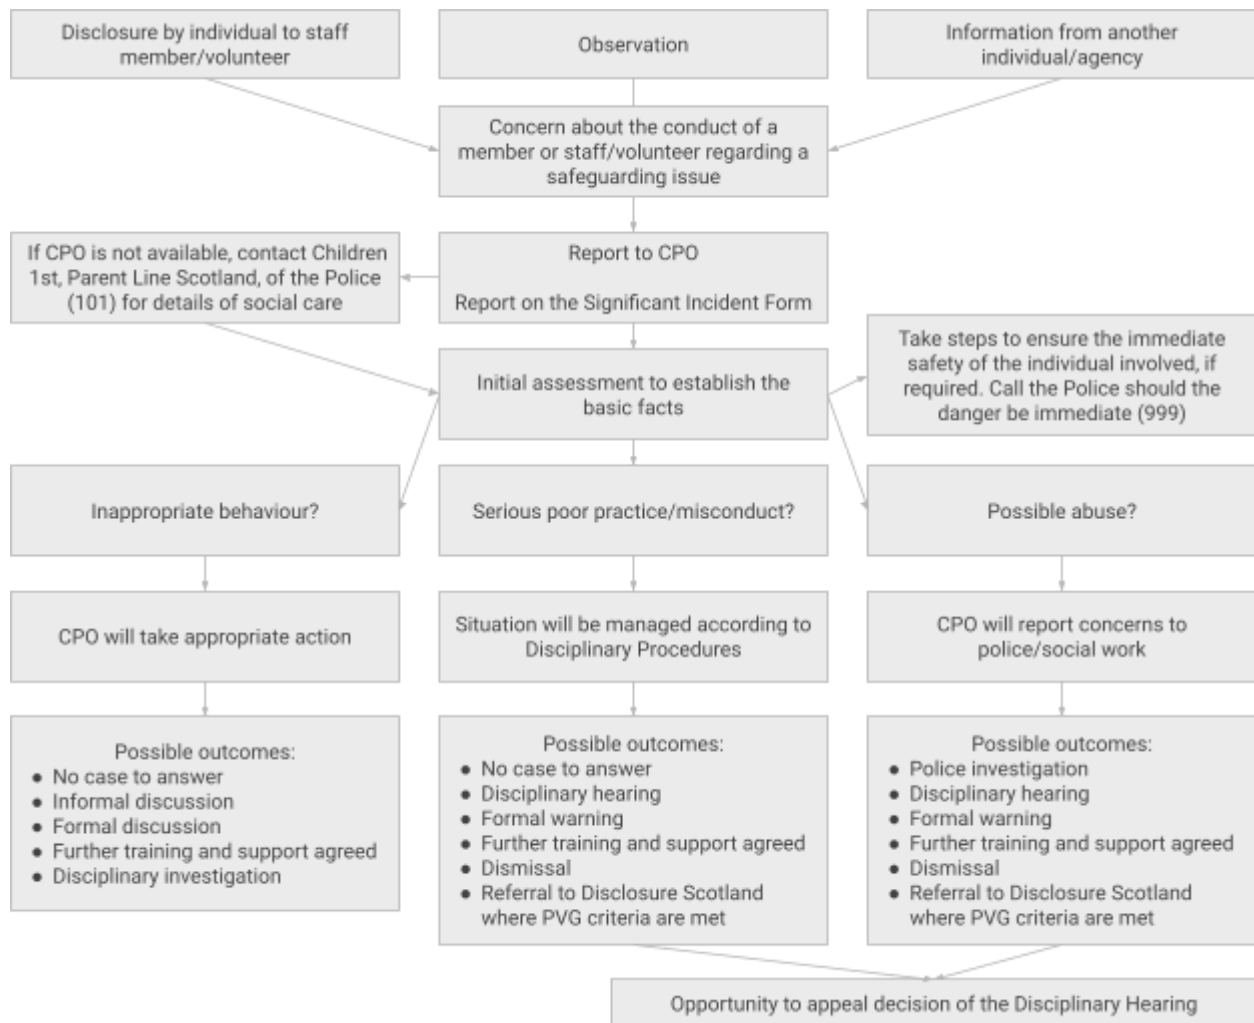 Disclosure by individual to staff
member/volunteer
Observation
Information from another
individual/agency
Concern about the conduct of a
member or staff/volunteer regarding a
safeguarding issue
If CPO is not available, contact Children
1st, Parent Line Scotland, of the Police
(101) for details of social care
Report to CPO
Report on the Significant Incident Form
Take steps to ensure the immediate
safety of the individual involved, if
required. Call the Police should the
danger be immediate (999)
Initial assessment to establish the
basic facts
Inappropriate behaviour?
Serious poor practice/misconduct?
Possible abuse?
CPO will take appropriate action
Situation will be managed according to
Disciplinary Procedures
CPO will report concerns to
police/social work
Possible outcomes:
● No case to answer
● Informal discussion
● Formal discussion
● Further training and support agreed
● Disciplinary investigation
Possible outcomes:
● No case to answer
● Disciplinary hearing
● Formal warning
● Further training and support agreed
● Dismissal
● Referral to Disclosure Scotland
where PVG criteria are met
Possible outcomes:
● Police investigation
● Disciplinary hearing
● Formal warning
● Further training and support agreed
● Dismissal
● Referral to Disclosure Scotland
where PVG criteria are met
Opportunity to appeal decision of the Disciplinary Hearing